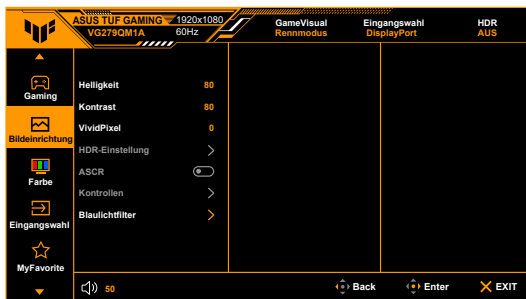 ASUS TUF GAMING
VG279QM1A
1920x1080
60Hz
GameVisual
Rennmodus
Eingangswahl
DisplayPort
HDR
AUS
Gaming
Bildeinrichtung
Farbe
Eingangswahl
MyFavorite
Helligkeit 80
Kontrast 80
VividPixel 0
HDR-Einstellung
ASCR
Kontrollen
Blaulichtfilter
50
Back
Enter
EXIT